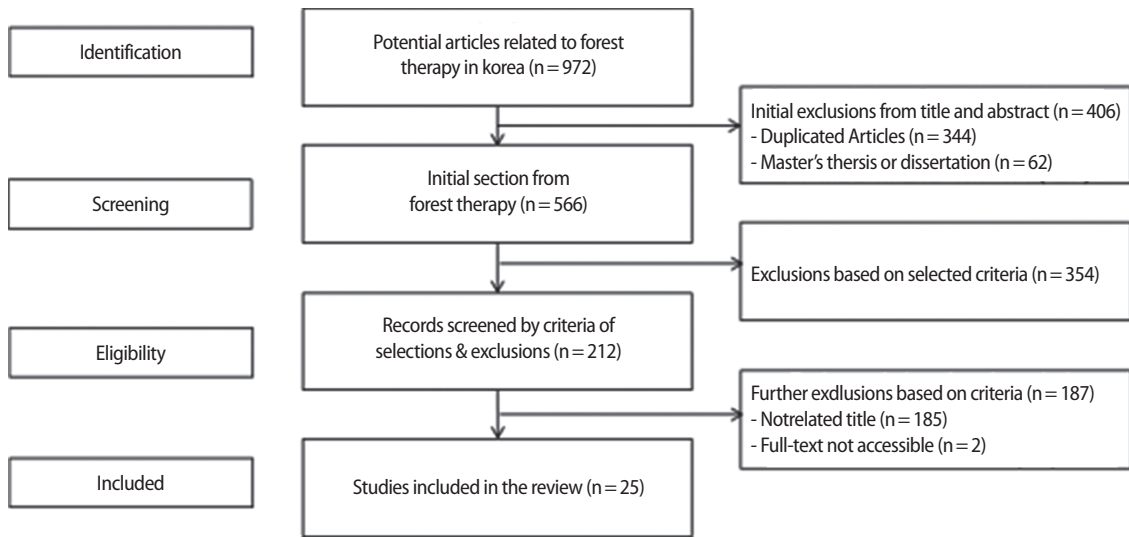 Identification
Potential articles related to forest
therapy in korea (n = 972)
Initial exclusions from title and abstract (n = 406)
- Duplicated Articles (n = 344)
- Master's thersis or dissertation (n = 62)
Screening
Initial section from
forest therapy (n = 566)
Exclusions based on selected criteria (n = 354)
Eligibility
Records screened by criteria of
selections & exclusions (n = 212)
Further exdlusions based on criteria (n = 187)
- Notrelated title (n = 185)
- Full-text not accessible (n = 2)
Included
Studies included in the review (n = 25)